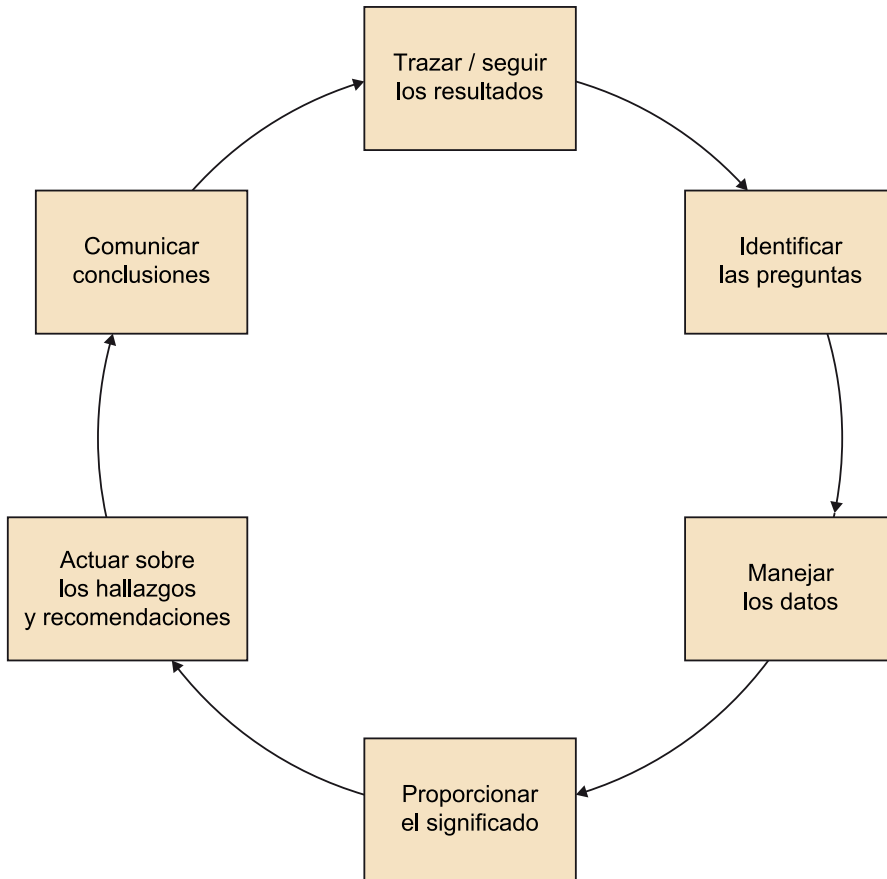 Trazar / seguir
los resultados
Identificar
las preguntas
Manejar
los datos
Proporcionar
el significado
Actuar sobre
los hallazgos
y recomendaciones
Comunicar
conclusiones